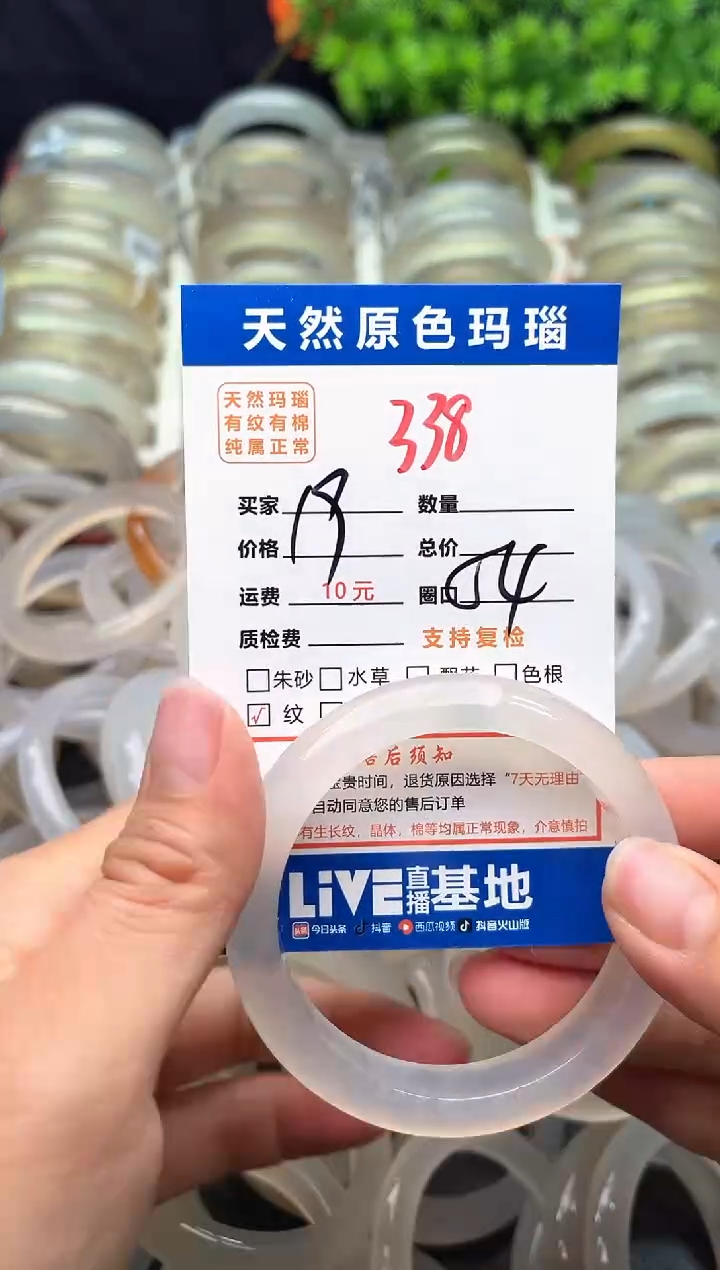 天然原色玛瑙
天然玛瑙
有纹有棉
纯属正常
338
买家 数量
价格 总价
运费 10元 圈口 54
质检费 支持复检
朱砂 水草 色根
√ 纹
后须知
贵时间，退货原因选择“7天无理由
自动同意您的售后订单
有生长纹，晶体，棉等均属正常现象，介意慎拍
LiVE直播基地
头条 今日头条 抖音 西瓜视频 抖音火山版